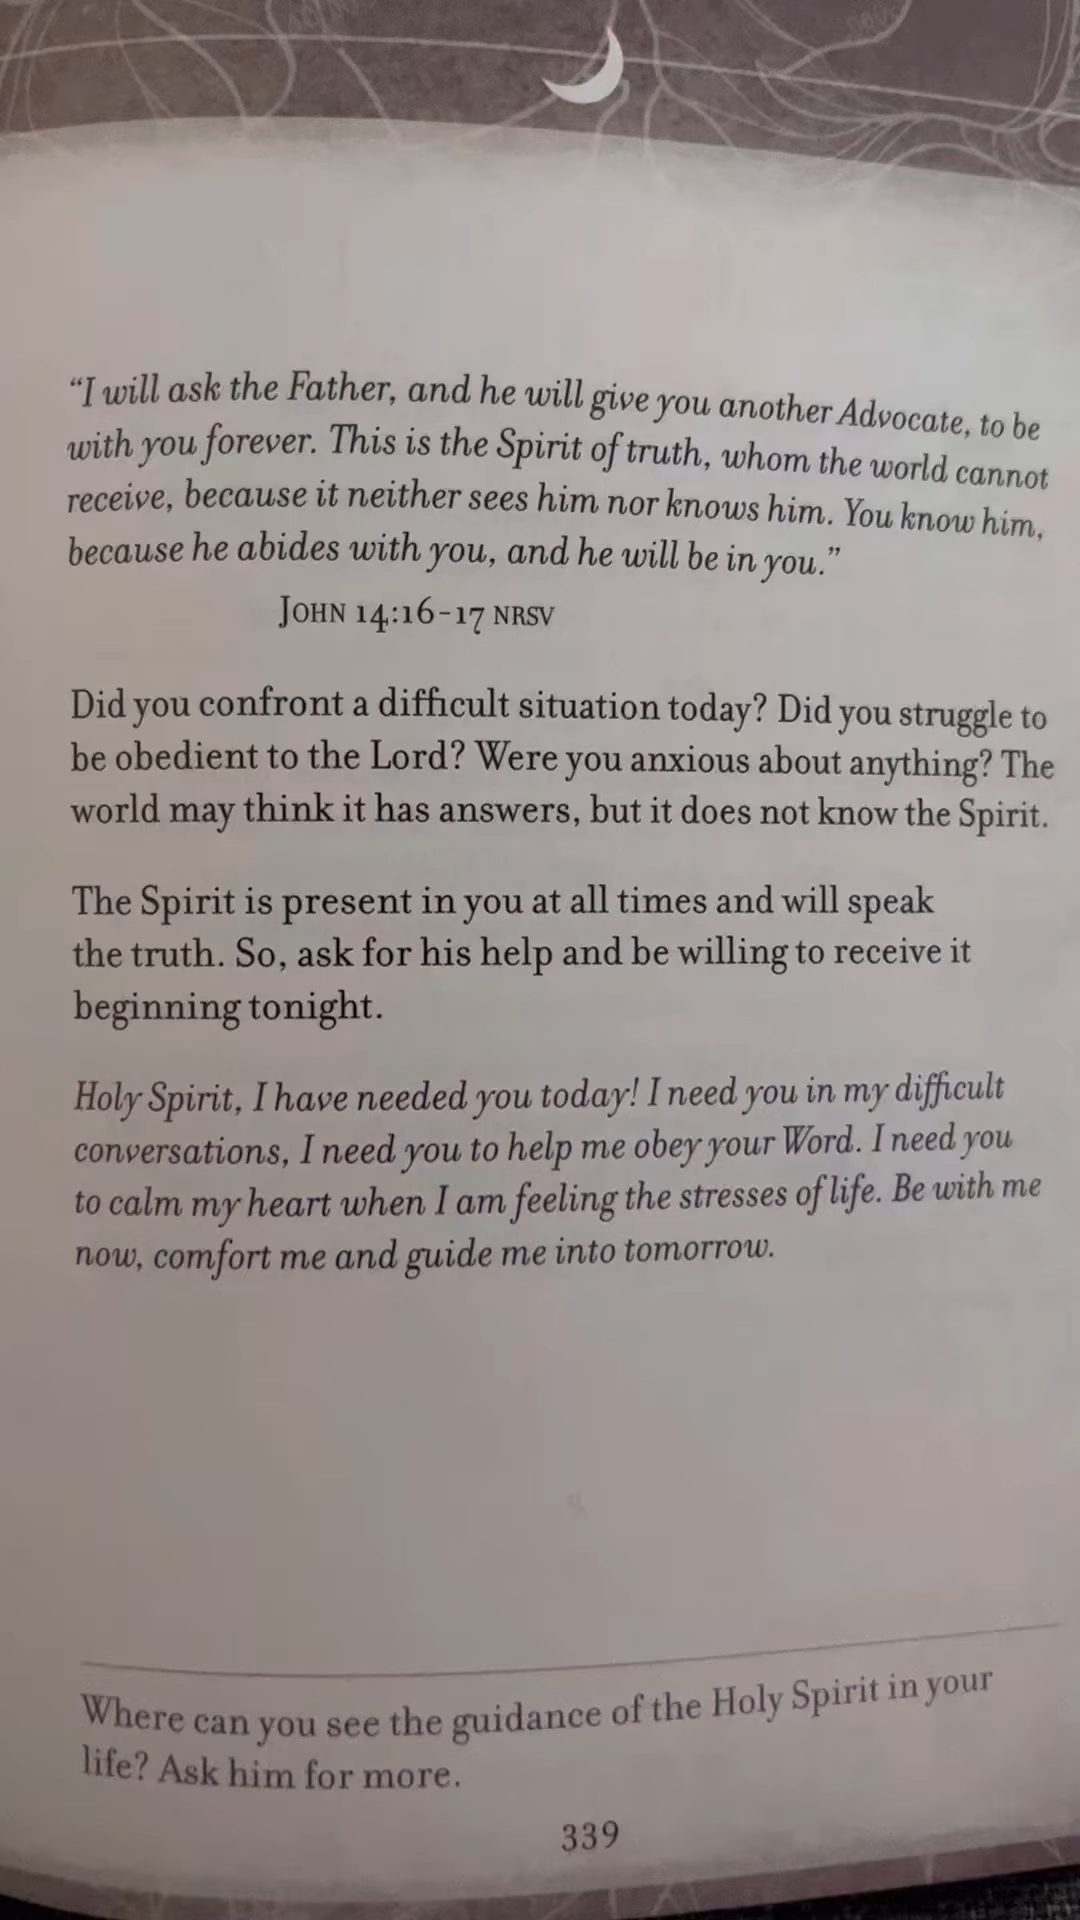 “I will ask the Father, and he will give you another Advocate, to be
with you forever. This is the Spirit of truth, whom the world cannot
receive, because it neither sees him nor knows him. You know him,
because he abides with you, and he will be in you.”
JOHN 14:16-17 NRSV
Did you confront a difficult situation today? Did you struggle to
be obedient to the Lord? Were you anxious about anything? The
world may think it has answers, but it does not know the Spirit.
The Spirit is present in you at all times and will speak
the truth. So, ask for his help and be willing to receive it
beginning tonight.
Holy Spirit, I have needed you today! I need you in my difficult
conversations, I need you to help me obey your Word. I need you
to calm my heart when I am feeling the stresses of life. Be with me
now, comfort me and guide me into tomorrow.
Where can you see the guidance of the Holy Spirit in your
life? Ask him for more.
339